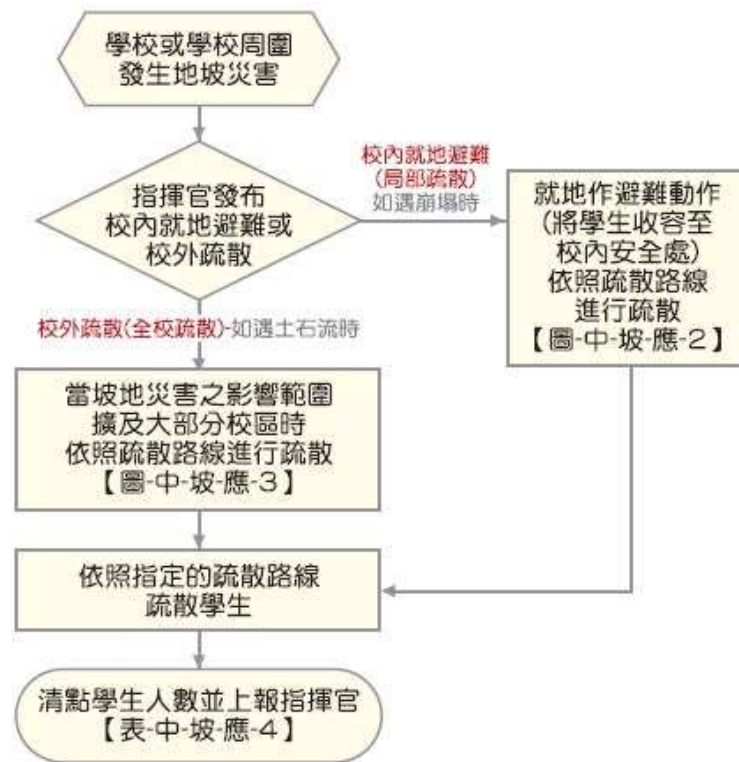 學校或學校周圍
發生地坡災害
指揮官發布
校內就地避難或
校外疏散
校內就地避難
(局部疏散)
如遇崩塌時
就地作避難動作
(將學生收容至
校內安全處)
依照疏散路線
進行疏散
【圖-中-坡-應-2】
校外疏散(全校疏散)-如遇土石流時
當坡地災害之影響範圍
擴及大部分校區時
依照疏散路線進行疏散
【圖-中-坡-應-3】
依照指定的疏散路線
疏散學生
清點學生人數並上報指揮官
【表-中-坡-應-4】